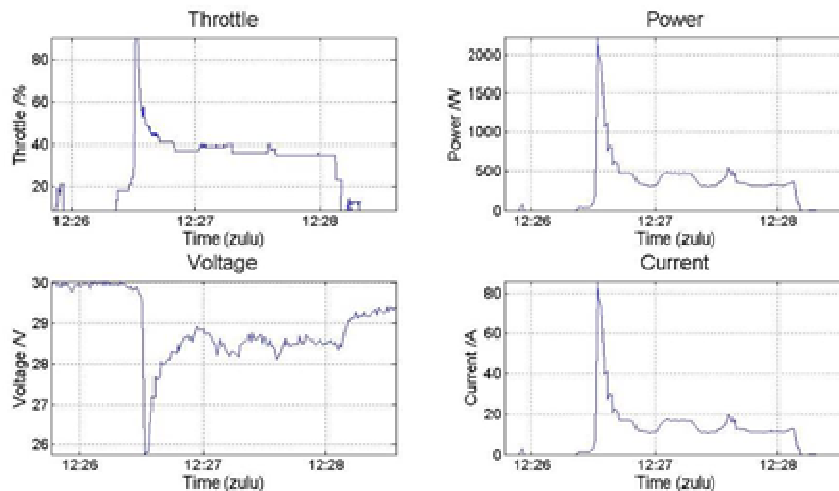 Throttle
Throttle /%
80
60
40
20
12:26 12:27 12:28
Time (zulu)
Power
Power /W
2000
1500
1000
500
0
12:26 12:27 12:28
Time (zulu)
Voltage
Voltage /V
30
29
28
27
26
12:26 12:27 12:28
Time (zulu)
Current
Current /A
80
60
40
20
0
12:26 12:27 12:28
Time (zulu)